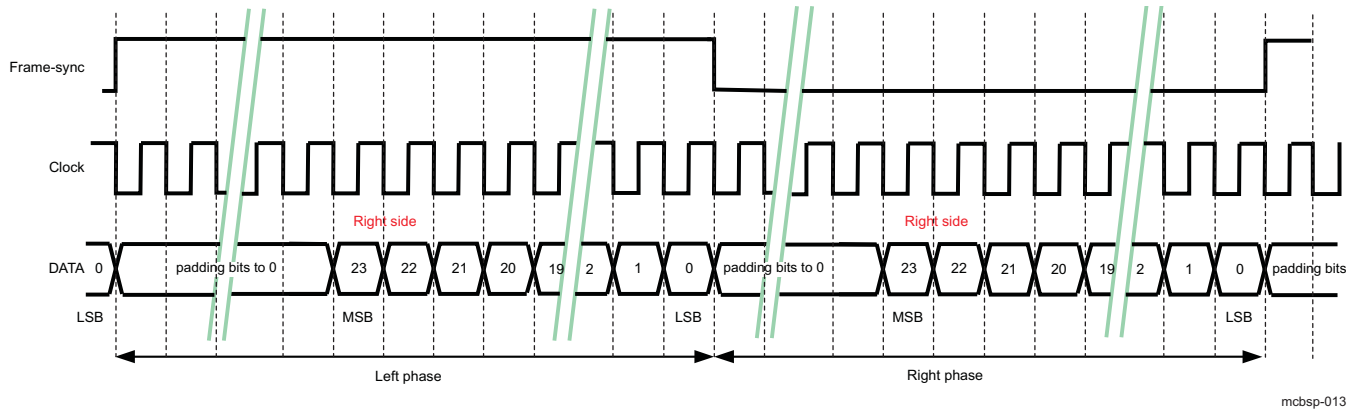 Frame-sync
Clock
Right side Right side
DATA 0 padding bits to 0 23 22 21 20 19 2 1 0 padding bits to 0 23 22 21 20 19 2 1 0 padding bits
LSB MSB LSB MSB LSB
Left phase Right phase
mcbsp-013